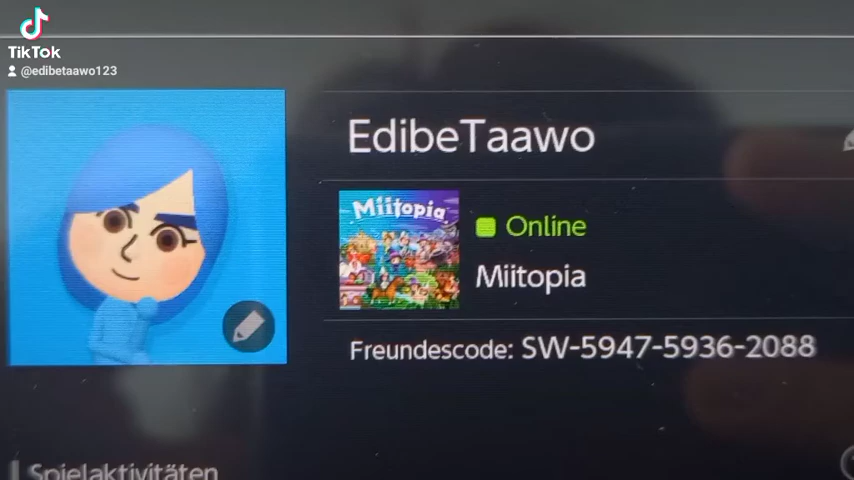 TikTok
@edibetaawo123
EdibeTaawo
Miitopia
Online
Miitopia
Freundescode: SW-5947-5936-2088
Spielaktivitäten